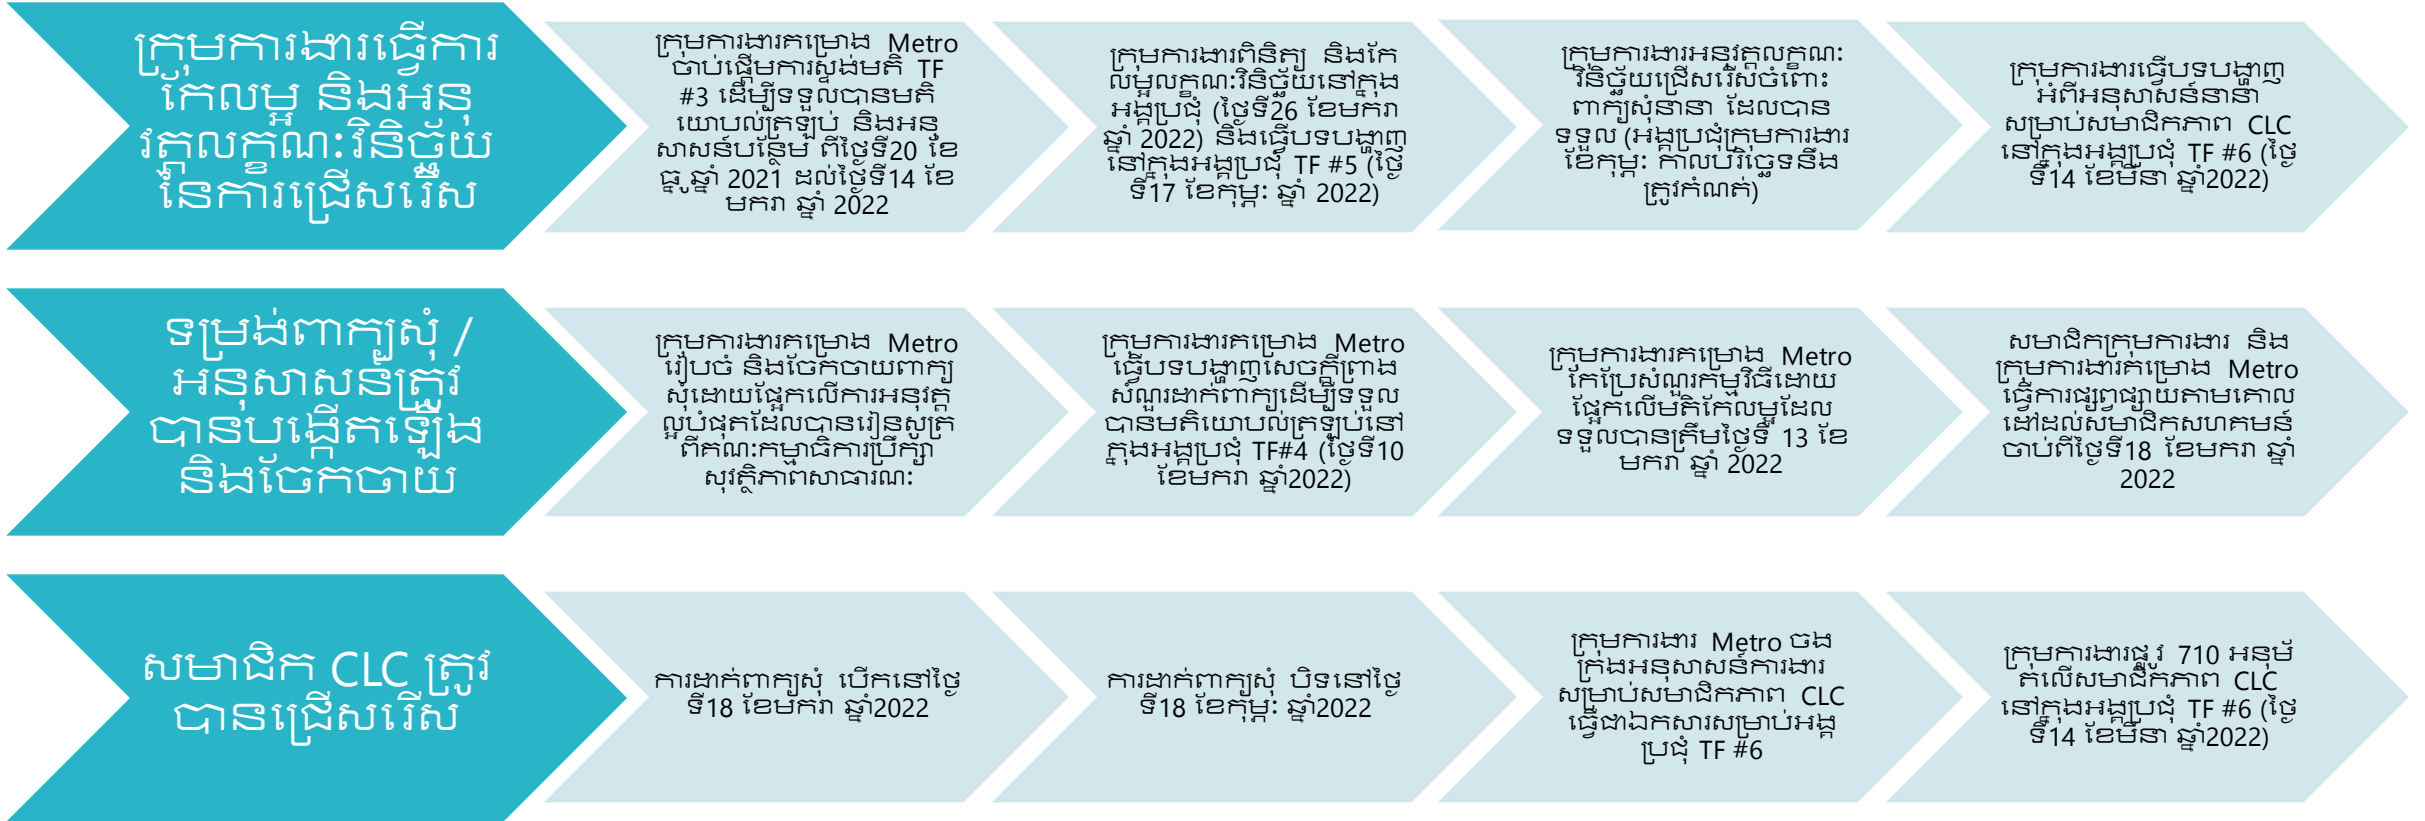 ក្រុមការងារធ្វើការ
កែលម្អ និងអនុ
វត្តលក្ខណៈវិនិច្ឆ័យ
នៃការជ្រើសរើស
ក្រុមការងារគម្រោង Metro
ចាប់ផ្តើមការស្ទង់មតិ TF
#3 ដើម្បីទទួលបានមតិ
យោបល់ត្រឡប់ និងអនុ
សាសន៍បន្ថែម ពីថ្ងៃទី20 ខែ
ធ្នូ ឆ្នាំ 2021 ដល់ថ្ងៃទី14 ខែ
មករា ឆ្នាំ 2022
ក្រុមការងារពិនិត្យ និងកែ
លម្អលក្ខណៈវិនិច្ឆ័យនៅក្នុង
អង្គប្រជុំ (ថ្ងៃទី26 ខែមករា
ឆ្នាំ 2022) និងធ្វើបទបង្ហាញ
នៅក្នុងអង្គប្រជុំ TF #5 (ថ្ងៃ
ទី17 ខែកុម្ភៈ ឆ្នាំ 2022)
ក្រុមការងារអនុវត្តលក្ខណៈ
វិនិច្ឆ័យជ្រើសរើសចំពោះ
ពាក្យសុំនានា ដែលបាន
ទទួល (អង្គប្រជុំក្រុមការងារ
ខែកុម្ភៈ កាលបរិច្ឆេទនឹង
ត្រូវកំណត់)
ក្រុមការងារធ្វើបទបង្ហាញ
អំពីអនុសាសន៍នានា
សម្រាប់សមាជិកភាព CLC
នៅក្នុងអង្គប្រជុំ TF #6 (ថ្ងៃ
ទី14 ខែមីនា ឆ្នាំ2022)
ទម្រង់ពាក្យសុំ /
អនុសាសន៍ត្រូវ
បានបង្កើតឡើង
និងចែកចាយ
ក្រុមការងារគម្រោង Metro
រៀបចំ និងចែកចាយពាក្យ
សុំដោយផ្អែកលើការអនុវត្ត
ល្អបំផុតដែលបានរៀនសូត្រ
ពីគណៈកម្មាធិការប្រឹក្សា
សុវត្ថិភាពសាធារណៈ
ក្រុមការងារគម្រោង Metro
ធ្វើបទបង្ហាញសេចក្តីព្រាង
សំណួរដាក់ពាក្យដើម្បីទទួល
បានមតិយោបល់ត្រឡប់នៅ
ក្នុងអង្គប្រជុំ TF#4 (ថ្ងៃទី10
ខែមករា ឆ្នាំ2022)
ក្រុមការងារគម្រោង Metro
កែប្រែសំណួរកម្មវិធីដោយ
ផ្អែកលើមតិកែលម្អដែល
ទទួលបានត្រឹមថ្ងៃទី 13 ខែ
មករា ឆ្នាំ 2022
សមាជិកក្រុមការងារ និង
ក្រុមការងារគម្រោង Metro
ធ្វើការផ្សព្វផ្សាយតាមគោល
ដៅដល់សមាជិកសហគមន៍
ចាប់ពីថ្ងៃទី18 ខែមករា ឆ្នាំ
2022
សមាជិក CLC ត្រូវ
បានជ្រើសរើស
ការដាក់ពាក្យសុំ បើកនៅថ្ងៃ
ទី18 ខែមករា ឆ្នាំ2022
ការដាក់ពាក្យសុំ បិទនៅថ្ងៃ
ទី18 ខែកុម្ភៈ ឆ្នាំ2022
ក្រុមការងារ Metro ចង
ក្រងអនុសាសន៍ការងារ
សម្រាប់សមាជិកភាព CLC
ធ្វើជាឯកសារសម្រាប់អង្គ
ប្រជុំ TF #6
ក្រុមការងារផ្លូវ 710 អនុម័
តលើសមាជិកភាព CLC
នៅក្នុងអង្គប្រជុំ TF #6 (ថ្ងៃ
ទី14 ខែមីនា ឆ្នាំ2022)